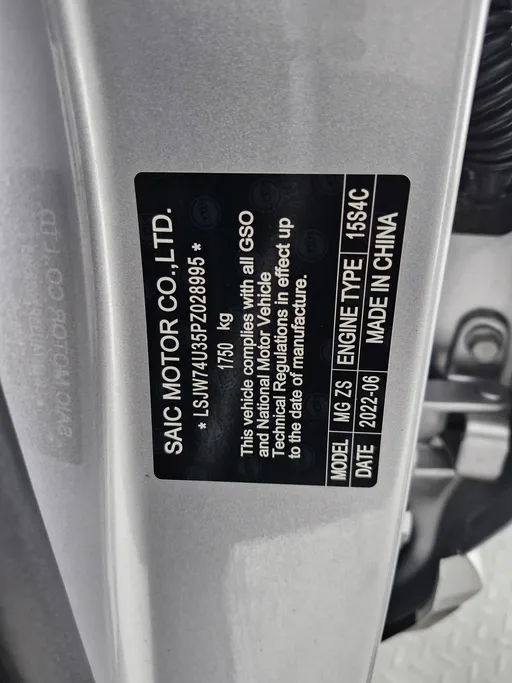 SAIC MOTOR CO.,LTD.
* LSJW74U35PZ028995 *
1750 kg
This vehicle complies with all GSO
and National Motor Vehicle
Technical Regulations in effect up
to the date of manufacture.
MODEL MG ZS ENGINE TYPE 15S4C
DATE 2022-06 MADE IN CHINA